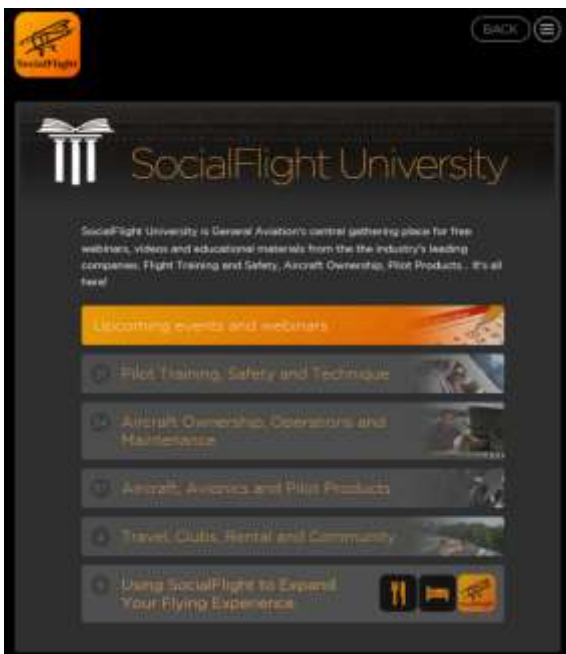 SocialFlight
BACK
SocialFlight University
SocialFlight University is General Aviation's central gathering place for free
webinars, videos and educational materials from the the industry's leading
companies, Flight Training and Safety, Aircraft Ownership, Pilot Products... It's all
here!
Upcoming events and webinars
Pilot Training, Safety and Technique
Aircraft Ownership, Operations and
Maintenance
Aircraft, Avionics and Pilot Products
Travel, Clubs, Rental and Community
Using SocialFlight to Expand
Your Flying Experience